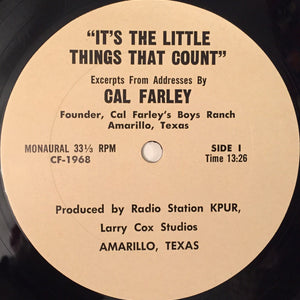 "IT'S THE LITTLE
THINGS THAT COUNT"
Excerpts From Addresses By
CAL FARLEY
Founder, Cal Farley's Boys Ranch
Amarillo, Texas
MONAURAL 33⅓ RPM
CF-1968
SIDE I
Time 13:26
Produced by Radio Station KPUR,
Larry Cox Studios
AMARILLO, TEXAS